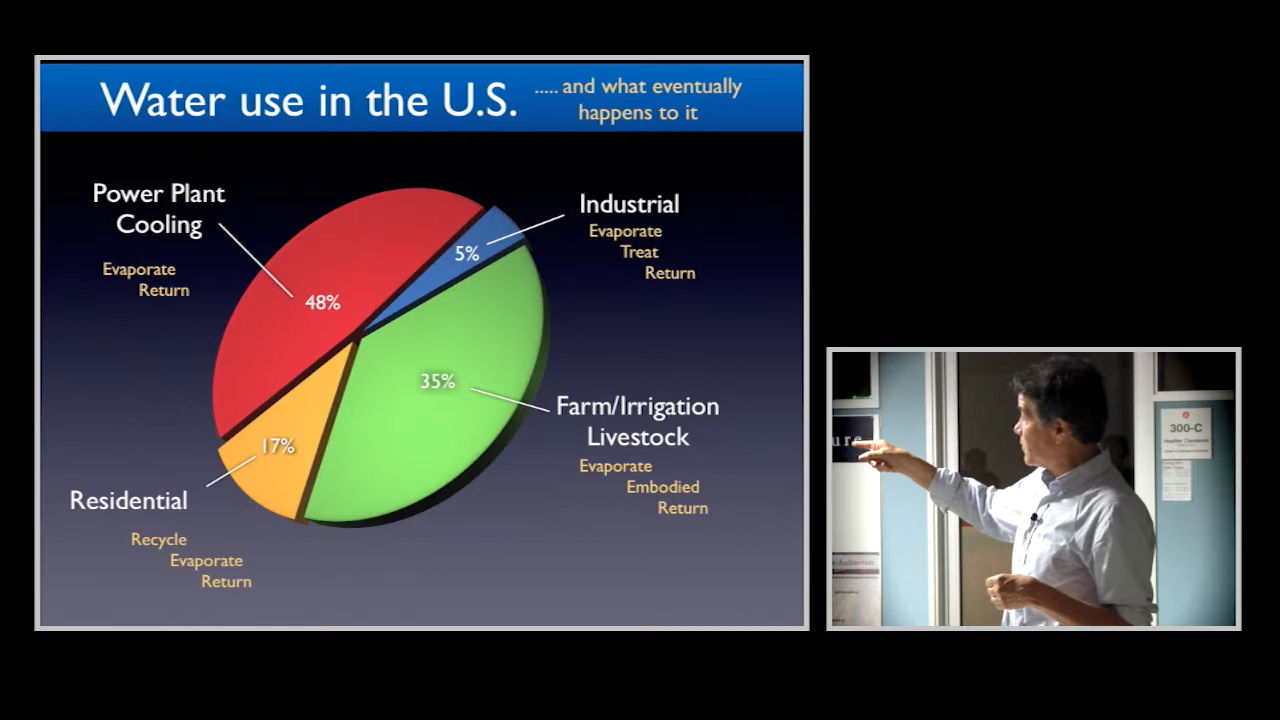 Water use in the U.S.
..... and what eventually
happens to it
Power Plant
Cooling
Evaporate
Return
48%
Industrial
Evaporate
Treat
Return
5%
35%
Farm/Irrigation
Livestock
Evaporate
Embodied
Return
17%
Residential
Recycle
Evaporate
Return
ure
300-C